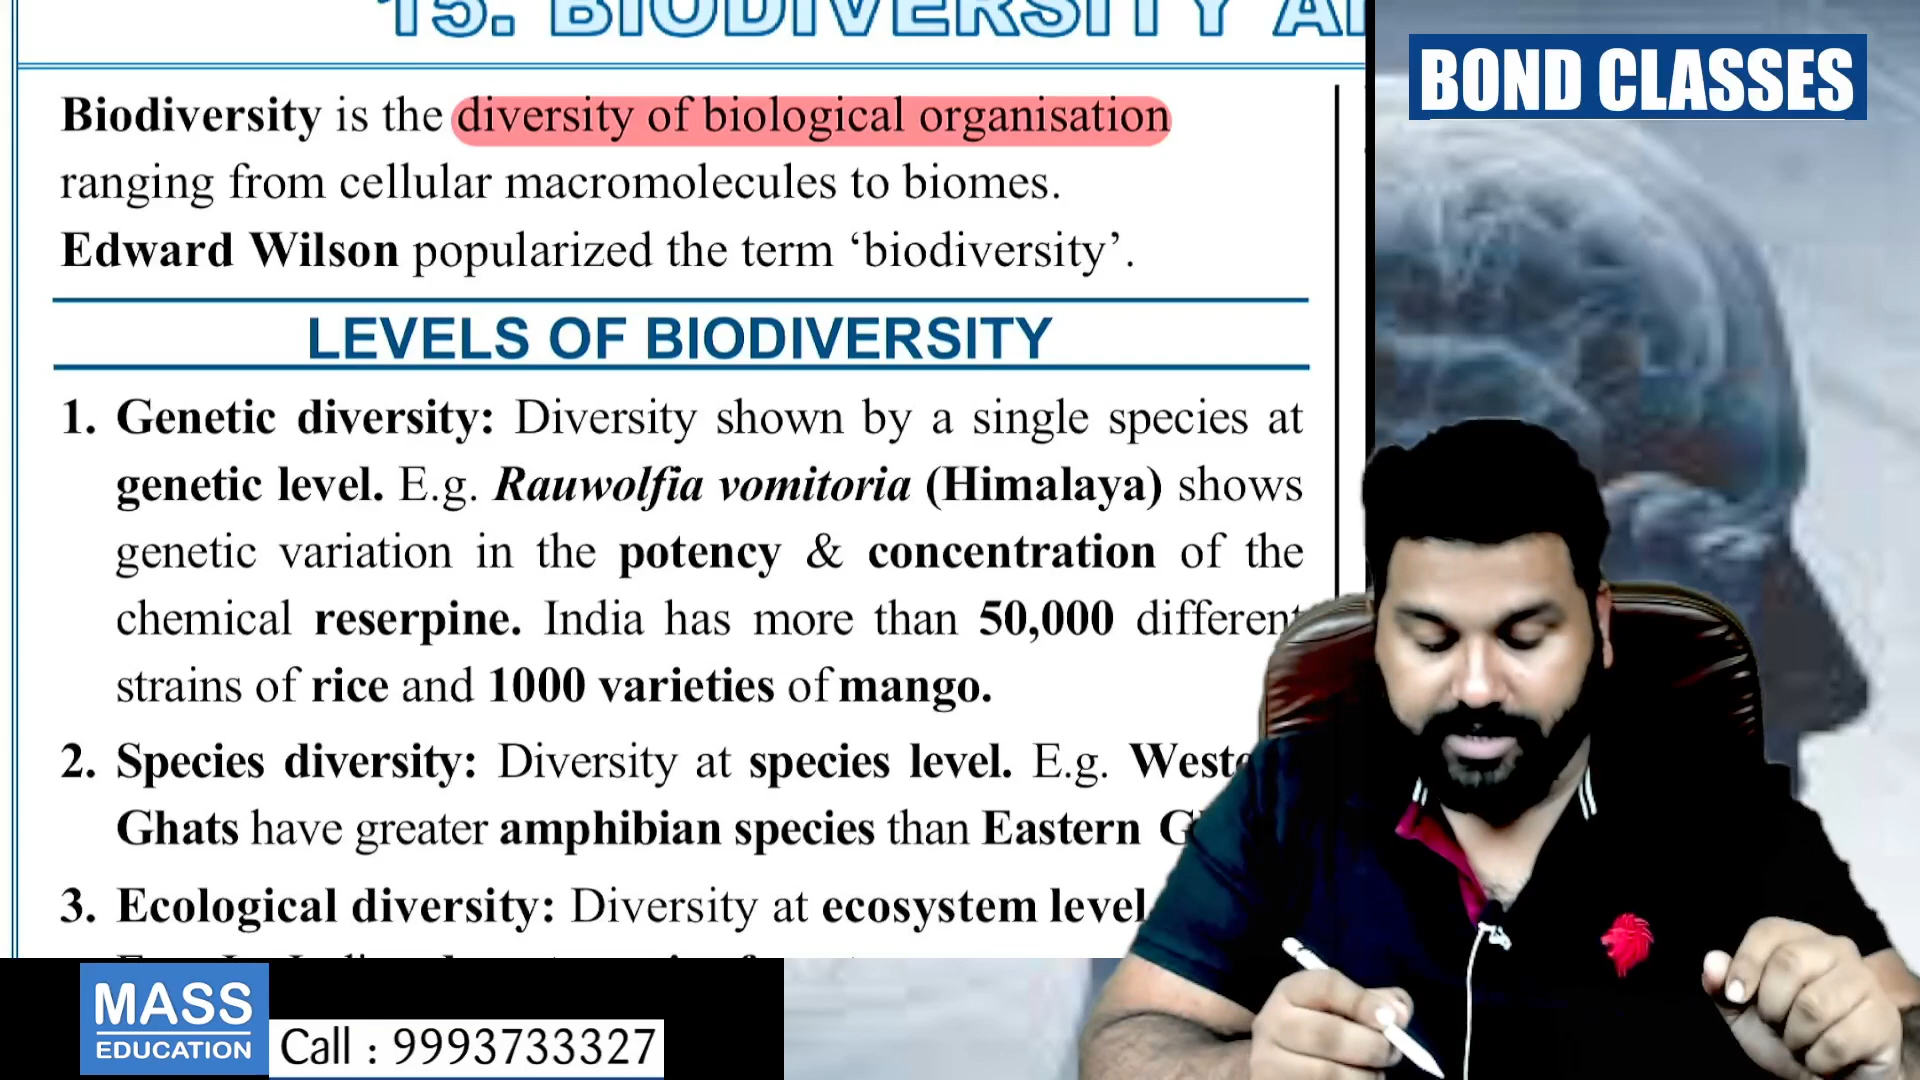 15. BIODIVERSITY
BOND CLASSES
Biodiversity is the diversity of biological organisation
ranging from cellular macromolecules to biomes.
Edward Wilson popularized the term ‘biodiversity’.
LEVELS OF BIODIVERSITY
1. Genetic diversity: Diversity shown by a single species at
genetic level. E.g. Rauwolfia vomitoria (Himalaya) shows
genetic variation in the potency & concentration of the
chemical reserpine. India has more than 50,000 different
strains of rice and 1000 varieties of mango.
2. Species diversity: Diversity at species level. E.g.
Ghats have greater amphibian species than Eastern
3. Ecological diversity: Diversity at ecosystem level
MASS
EDUCATION
Call : 9993733327